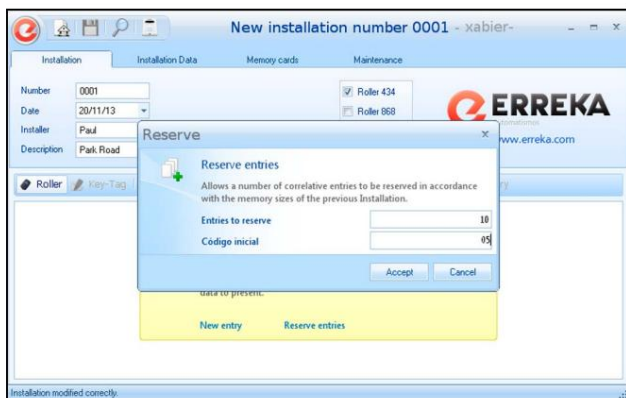 New installation number 0001 - xabier-
Installation Installation Data Memory cards Maintenance
Number 0001
Roller 434
Date 20/11/13
Roller 868
Installer Paul
Description Park Road
ERREKA
www.erreka.com
Reserve
Reserve entries
Allows a number of correlative entries to be reserved in accordance
with the memory sizes of the previous Installation.
Entries to reserve 10
Código inicial 05
Accept Cancel
Roller Key-Tag
data to present.
New entry Reserve entries
Installation modified correctly.